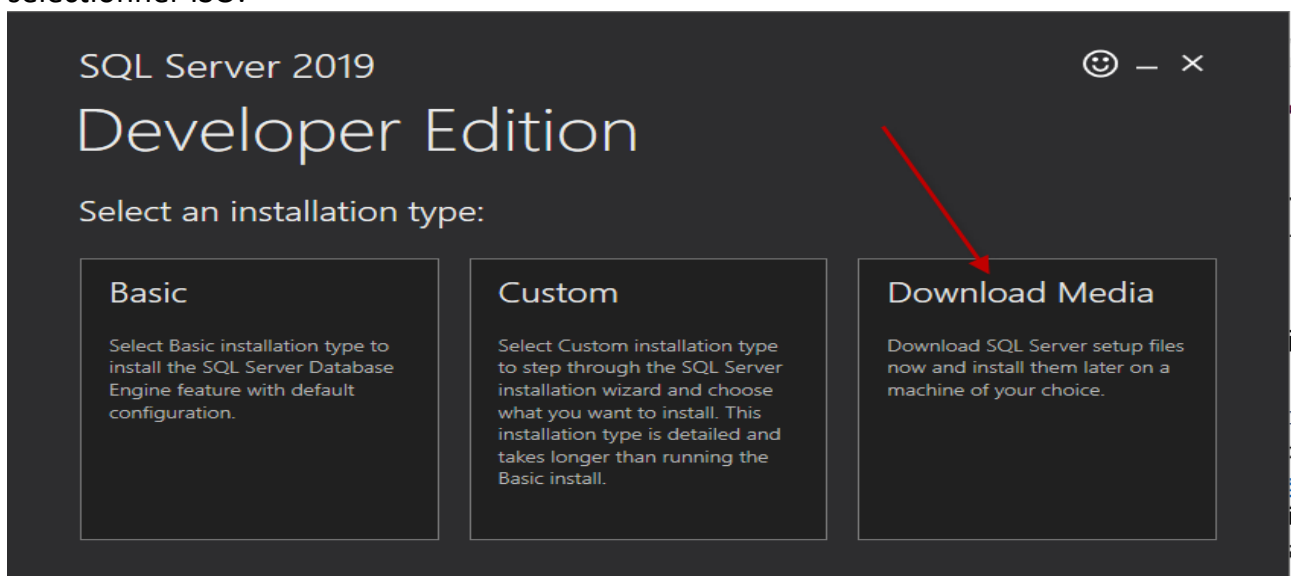 SQL Server 2019
Developer Edition
Select an installation type:
Basic
Select Basic installation type to
install the SQL Server Database
Engine feature with default
configuration.
Custom
Select Custom installation type
to step through the SQL Server
installation wizard and choose
what you want to install. This
installation type is detailed and
takes longer than running the
Basic install.
Download Media
Download SQL Server setup files
now and install them later on a
machine of your choice.